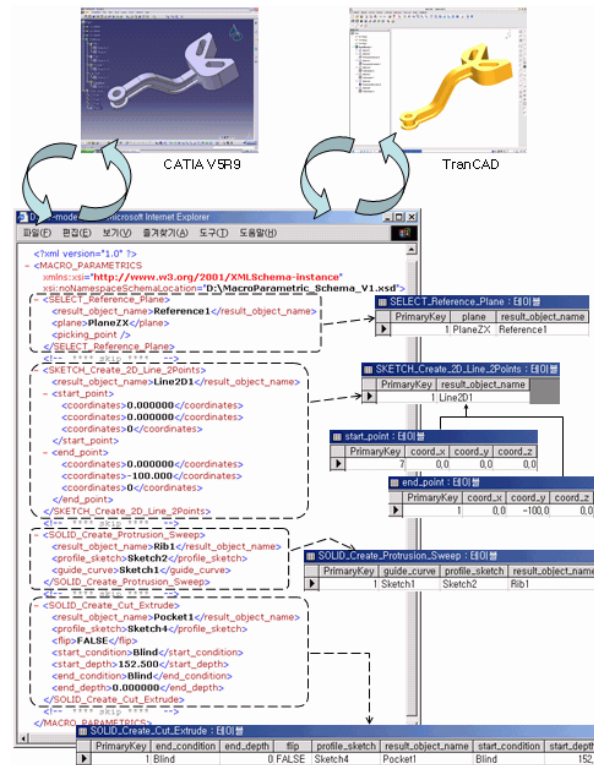 CATIA V5R9
TranCAD
Microsoft Internet Explorer
파일(F) 편집(E) 보기(V) 즐겨찾기(A) 도구(T) 도움말(H)
<?xml version="1.0" ?>
- <MACRO_PARAMETRICS
xmlns:xsi="http://www.w3.org/2001/XMLSchema-instance"
xsi:noNamespaceSchemaLocation="D:\MacroParametric_Schema_V1.xsd">
- <SELECT_Reference_Plane>
<result_object_name>Reference1</result_object_name>
<plane>PlaneZX</plane>
<picking_point />
</SELECT_Reference_Plane>
<!-- **** skip **** -->
- <SKETCH_Create_2D_Line_2Points>
<result_object_name>Line2D1</result_object_name>
- <start_point>
<coordinates>0.000000</coordinates>
<coordinates>0.000000</coordinates>
<coordinates>0</coordinates>
</start_point>
- <end_point>
<coordinates>0.000000</coordinates>
<coordinates>-100.000</coordinates>
<coordinates>0</coordinates>
</end_point>
</SKETCH_Create_2D_Line_2Points>
<!-- **** skip **** -->
- <SOLID_Create_Protrusion_Sweep>
<result_object_name>Rib1</result_object_name>
<profile_sketch>Sketch2</profile_sketch>
<guide_curve>Sketch1</guide_curve>
</SOLID_Create_Protrusion_Sweep>
<!-- **** skip **** -->
- <SOLID_Create_Cut_Extrude>
<result_object_name>Pocket1</result_object_name>
<profile_sketch>Sketch4</profile_sketch>
<flip>FALSE</flip>
<start_condition>Blind</start_condition>
<start_depth>152.500</start_depth>
<end_condition>Blind</end_condition>
<end_depth>0.000000</end_depth>
</SOLID_Create_Cut_Extrude>
<!-- **** skip **** -->
</MACRO_PARAMETRICS>
SELECT_Reference_Plane : 테이블
PrimaryKey plane result_object_name
1 PlaneZX Reference1
SKETCH_Create_2D_Line_2Points : 테이블
PrimaryKey result_object_name
1 Line2D1
start_point : 테이블
PrimaryKey coord_x coord_y coord_z
7 0,0 0,0 0,0
end_point : 테이블
PrimaryKey coord_x coord_y coord_z
1 0,0 -100,0 0,0
SOLID_Create_Protrusion_Sweep : 테이블
PrimaryKey guide_curve profile_sketch result_object_name
1 Sketch1 Sketch2 Rib1
SOLID_Create_Cut_Extrude : 테이블
PrimaryKey end_condition end_depth flip profile_sketch result_object_name start_condition start_depth
1 Blind 0 FALSE Sketch4 Pocket1 Blind 152,